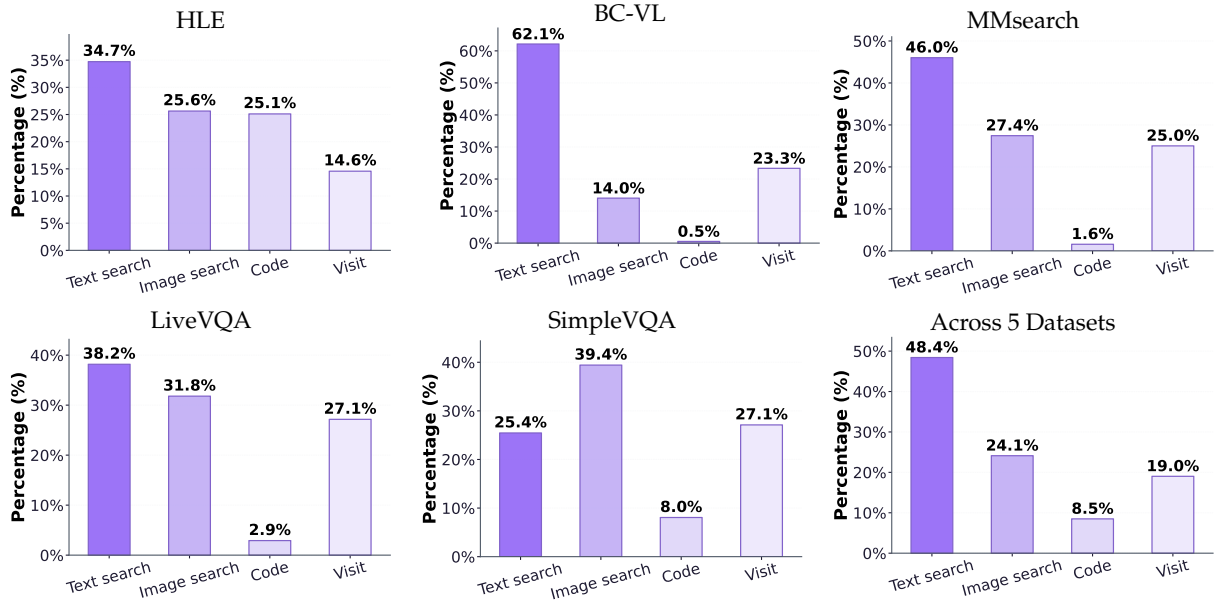 HLE
Percentage (%)
35%
30%
25%
20%
15%
10%
5%
0%
34.7%
25.6%
25.1%
14.6%
Text search
Image search
Code
Visit
BC-VL
Percentage (%)
60%
50%
40%
30%
20%
10%
0%
62.1%
14.0%
0.5%
23.3%
Text search
Image search
Code
Visit
MMsearch
Percentage (%)
50%
40%
30%
20%
10%
0%
46.0%
27.4%
1.6%
25.0%
Text search
Image search
Code
Visit
LiveVQA
Percentage (%)
40%
30%
20%
10%
0%
38.2%
31.8%
2.9%
27.1%
Text search
Image search
Code
Visit
SimpleVQA
Percentage (%)
40%
30%
20%
10%
0%
25.4%
39.4%
8.0%
27.1%
Text search
Image search
Code
Visit
Across 5 Datasets
Percentage (%)
50%
40%
30%
20%
10%
0%
48.4%
24.1%
8.5%
19.0%
Text search
Image search
Code
Visit